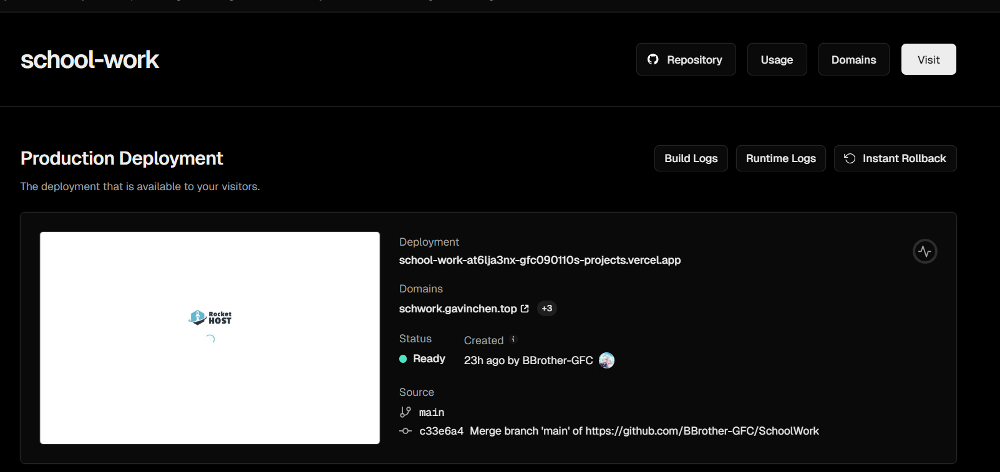 school-work
Repository
Usage
Domains
Visit
Production Deployment
The deployment that is available to your visitors.
Build Logs
Runtime Logs
Instant Rollback
Rocket
HOST
Deployment
school-work-at6lja3nx-gfc090110s-projects.vercel.app
Domains
schwork.gavinchen.top +3
Status
Created
Ready
23h ago by BBrother-GFC
Source
main
c33e6a4 Merge branch 'main' of https://github.com/BBrother-GFC/SchoolWork